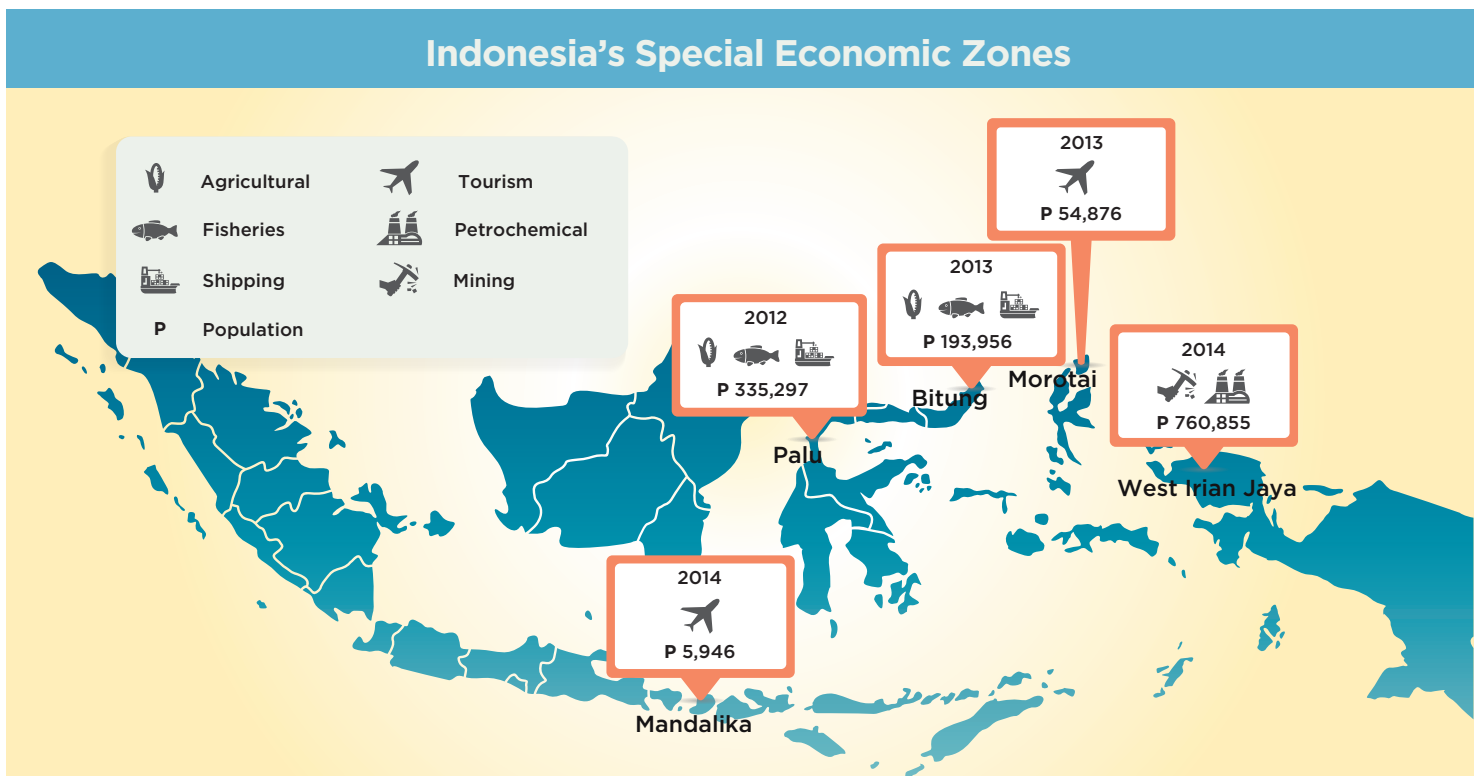 Indonesia’s Special Economic Zones
Agricultural
Tourism
Fisheries
Petrochemical
Shipping
Mining
P Population
2013
P 54,876
Morotai
2013
P 193,956
Bitung
2012
P 335,297
Palu
2014
P 760,855
West Irian Jaya
2014
P 5,946
Mandalika